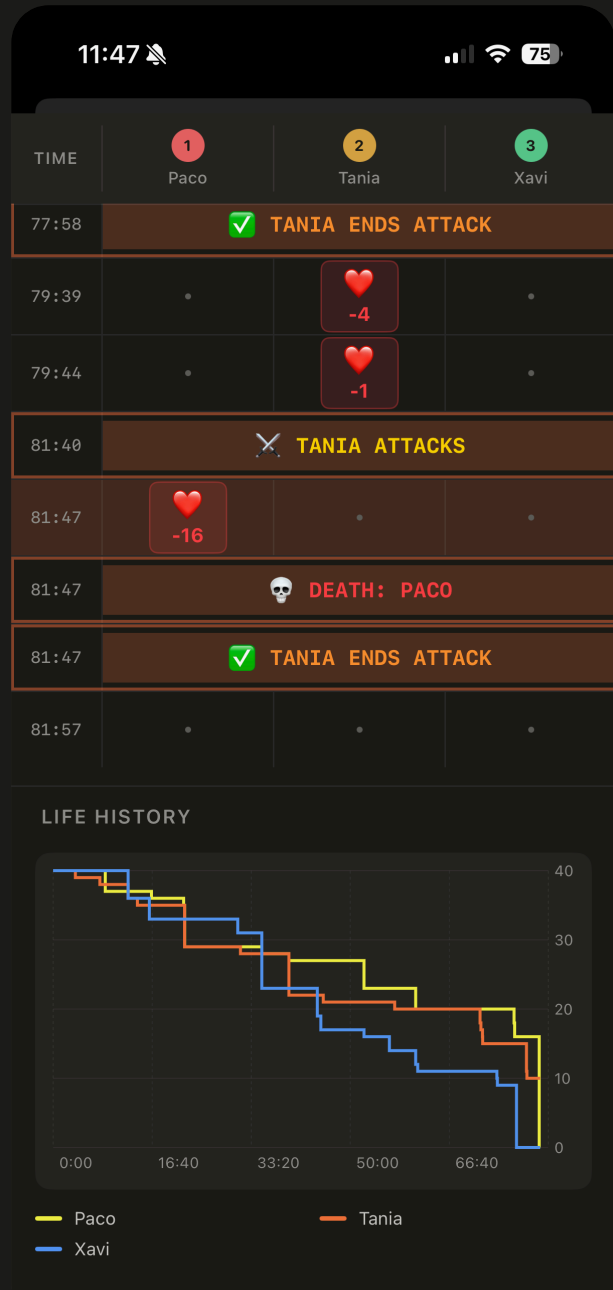 11:47
75
TIME
1
Paco
2
Tania
3
Xavi
77:58 TANIA ENDS ATTACK
79:39
-4
79:44
-1
81:40 TANIA ATTACKS
81:47
-16
81:47 DEATH: PACO
81:47 TANIA ENDS ATTACK
81:57
LIFE HISTORY
40
30
20
10
0
0:00 16:40 33:20 50:00 66:40
Paco Tania
Xavi